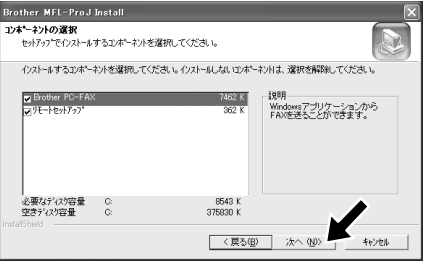 Brother MFL-ProJ Install
ｺﾝﾎﾟｰﾈﾝﾄの選択
ｾｯﾄｱｯﾌﾟでインストールするｺﾝﾎﾟｰﾈﾝﾄを選択してください。
インストールするｺﾝﾎﾟｰﾈﾝﾄを選択してください。インストールしないｺﾝﾎﾟｰﾈﾝﾄは、選択を解除してください。
Brother PC-FAX 7462 K
ﾘﾓｰﾄｾｯﾄｱｯﾌﾟ 362 K
説明
Windowsアプリケーションから
FAXを送ることができます。
必要なﾃﾞｨｽｸ容量 C: 8543 K
空きﾃﾞｨｽｸ容量 C: 375830 K
InstallShield
< 戻る(B) 次へ (N)> ｷｬﾝｾﾙ